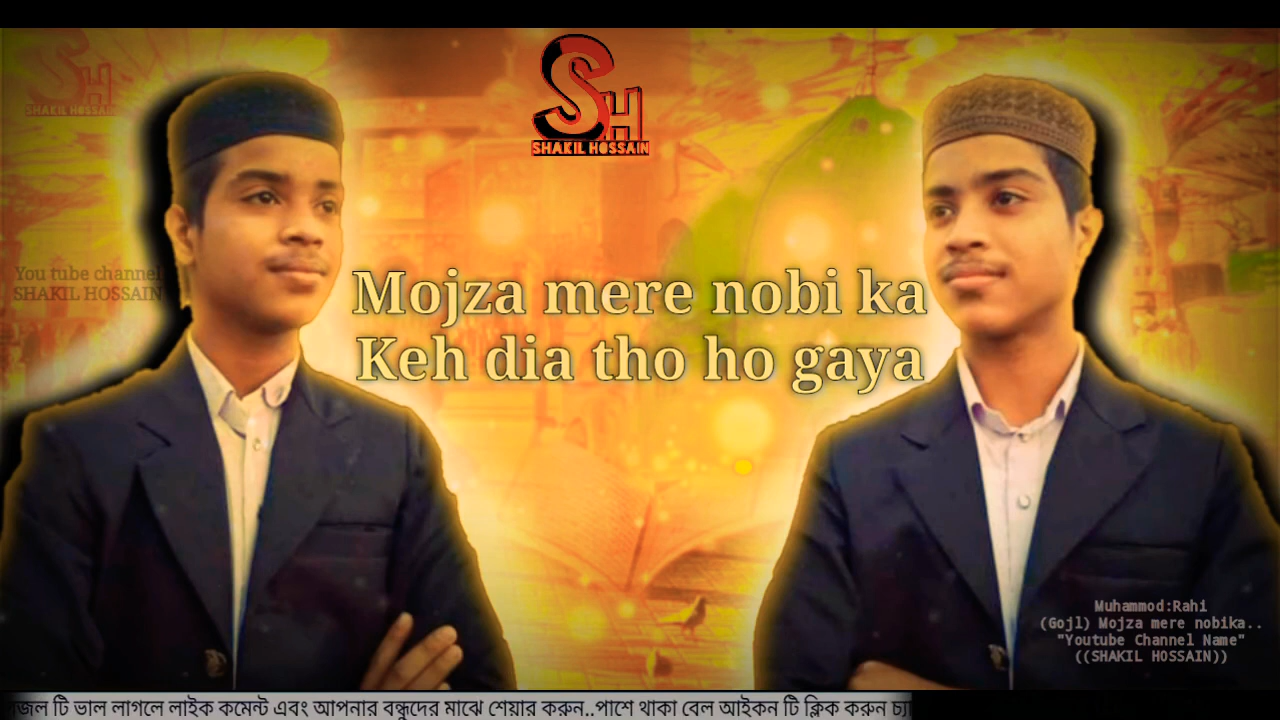 SH
SHAKIL HOSSAIN
SH
SHAKIL HOSSAIN
You tube channel
SHAKIL HOSSAIN
Mojza mere nobi ka
Keh dia tho ho gaya
Muhammod:Rahi
(Gojl) Mojza mere nobika..
"Youtube Channel Name"
((SHAKIL HOSSAIN))
টি ভাল লাগলে লাইক কমেন্ট এবং আপনার বন্ধুদের মাঝে শেয়ার করুন..পাশে থাকা বেল আইকন টি ক্লিক করুন